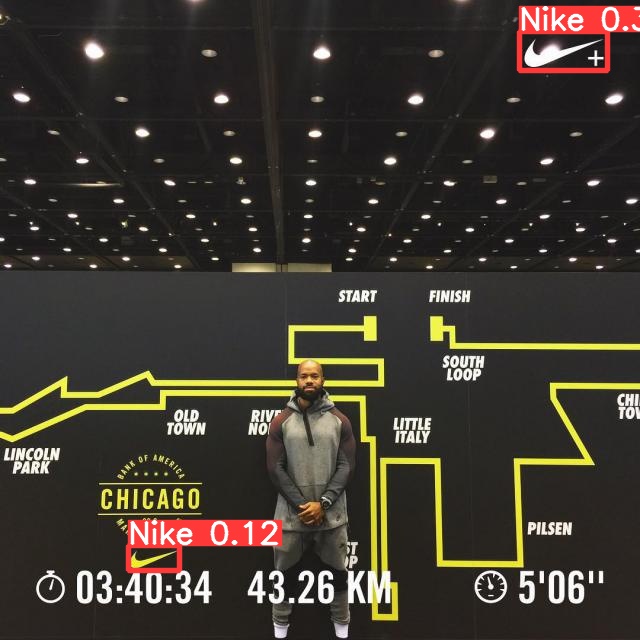 Nike 0.3
+
START
FINISH
SOUTH
LOOP
OLD
TOWN
LITTLE
ITALY
LINCOLN
PARK
BANK OF AMERICA
CHICAGO
PILSEN
Nike 0.12
03:40:34
43.26 KM
5'06"